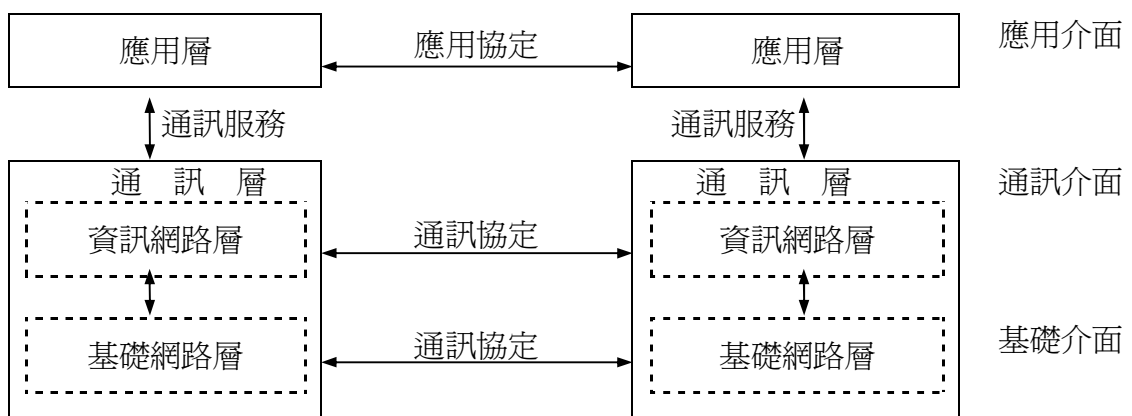 應用層
應用協定
應用層
應用介面
通訊服務
通訊服務
通 訊 層
通 訊 層
通訊介面
資訊網路層
通訊協定
資訊網路層
基礎網路層
通訊協定
基礎網路層
基礎介面